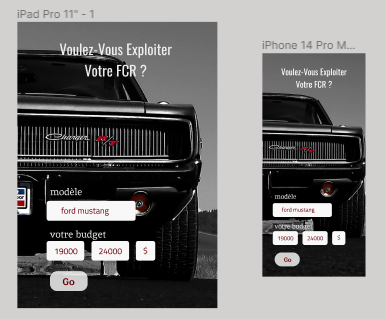 iPad Pro 11" - 1
Voulez-Vous Exploiter
Votre FCR ?
Charger R/T
modèle
ford mustang
votre budget
19000 24000 $
Go
iPhone 14 Pro M...
Voulez-Vous Exploiter
Votre FCR ?
Charger R/T
modèle
ford mustang
votre budget
19000 24000 $
Go